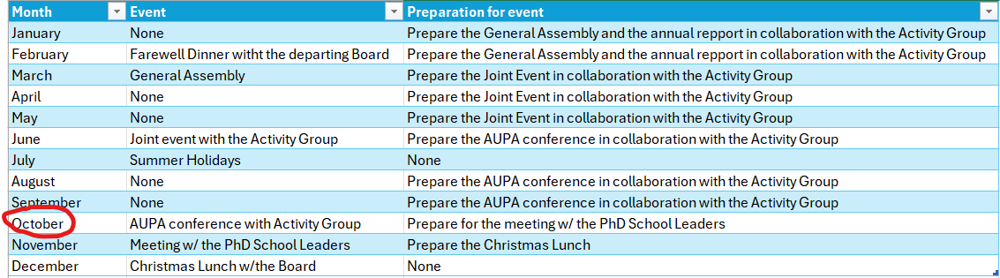 Month Event Preparation for event
January None Prepare the General Assembly and the annual repport in collaboration with the Activity Group
February Farewell Dinner witht the departing Board Prepare the General Assembly and the annual repport in collaboration with the Activity Group
March General Assembly Prepare the Joint Event in collaboration with the Activity Group
April None Prepare the Joint Event in collaboration with the Activity Group
May None Prepare the Joint Event in collaboration with the Activity Group
June Joint event with the Activity Group Prepare the AUPA conference in collaboration with the Activity Group
July Summer Holidays None
August None Prepare the AUPA conference in collaboration with the Activity Group
September None Prepare the AUPA conference in collaboration with the Activity Group
October AUPA conference with Activity Group Prepare for the meeting w/ the PhD School Leaders
November Meeting w/ the PhD School Leaders Prepare the Christmas Lunch
December Christmas Lunch w/the Board None